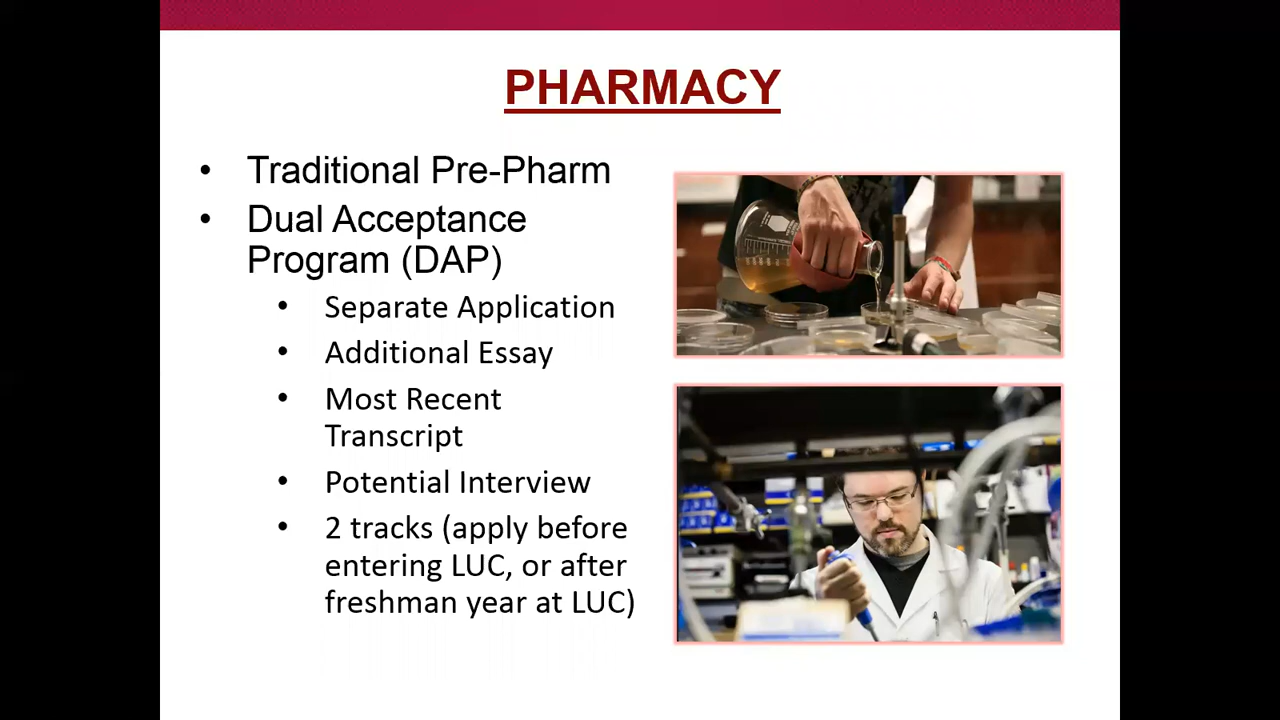 PHARMACY
• Traditional Pre-Pharm
• Dual Acceptance
Program (DAP)
• Separate Application
• Additional Essay
• Most Recent
Transcript
• Potential Interview
• 2 tracks (apply before
entering LUC, or after
freshman year at LUC)